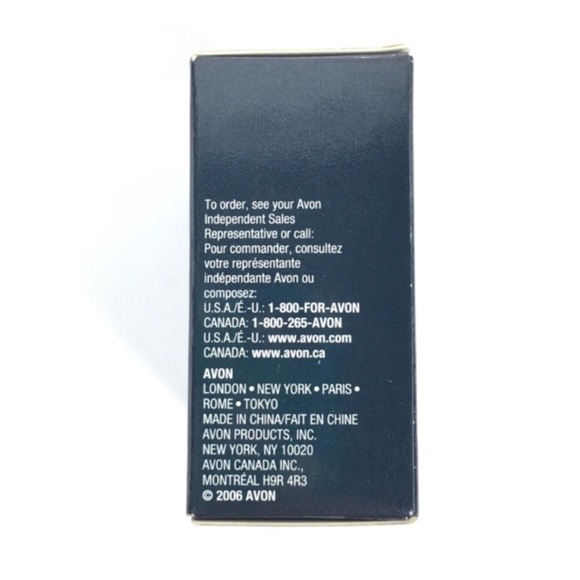 To order, see your Avon
Independent Sales
Representative or call:
Pour commander, consultez
votre représentante
indépendante Avon ou
composez:
U.S.A./É.-U.: 1-800-FOR-AVON
CANADA: 1-800-265-AVON
U.S.A./É.-U.: www.avon.com
CANADA: www.avon.ca
AVON
LONDON • NEW YORK • PARIS •
ROME • TOKYO
MADE IN CHINA/FAIT EN CHINE
AVON PRODUCTS, INC.
NEW YORK, NY 10020
AVON CANADA INC.,
MONTRÉAL H9R 4R3
© 2006 AVON